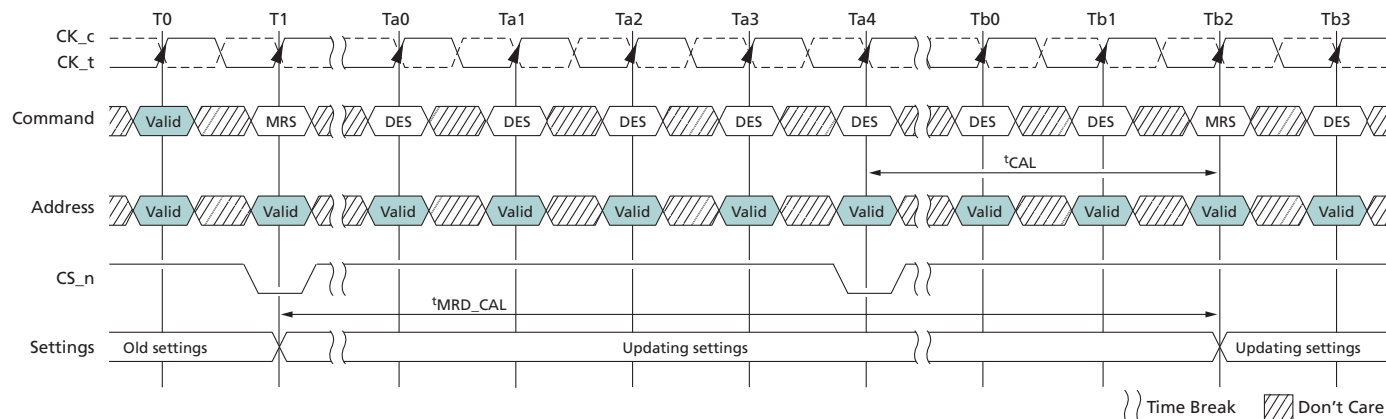 T0 T1 Ta0 Ta1 Ta2 Ta3 Ta4 Tb0 Tb1 Tb2 Tb3
CK_c
CK_t
Command Valid MRS DES DES DES DES DES DES DES MRS DES
tCAL
Address Valid Valid Valid Valid Valid Valid Valid Valid Valid Valid Valid
CS_n
tMRD_CAL
Settings Old settings Updating settings Updating settings
Time Break Don't Care